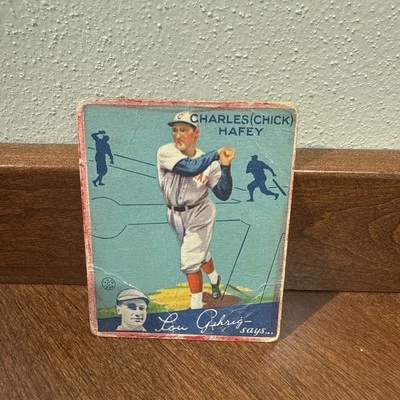 CHARLES (CHICK)
HAFEY
Lou Gehrig-
says...